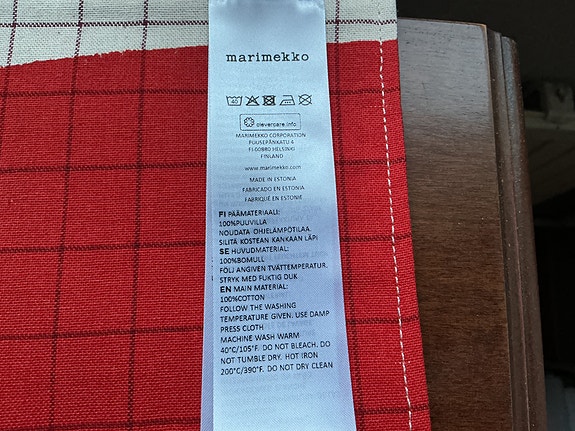 marimekko
clevercare.info
MARIMEKKO CORPORATION
PUUSEPÄNKATU 4
FI-00880 HELSINKI
FINLAND
www.marimekko.com
MADE IN ESTONIA
FABRICADO EN ESTONIA
FABRIQUÉ EN ESTONIE
FI PÄÄMATERIAALI:
100%PUUVILLA
NOUDATA OHJELÄMPÖTILAA.
SILITÄ KOSTEAN KANKAAN LÄPI
SE HUVUDMATERIAL:
100%BOMULL
FÖLJ ANGIVEN TVÄTTEMPERATUR.
STRYK MED FUKTIG DUK
EN MAIN MATERIAL:
100%COTTON
FOLLOW THE WASHING
TEMPERATURE GIVEN. USE DAMP
PRESS CLOTH
MACHINE WASH WARM
40°C/105°F. DO NOT BLEACH. DO
NOT TUMBLE DRY. HOT IRON
200°C/390°F. DO NOT DRY CLEAN